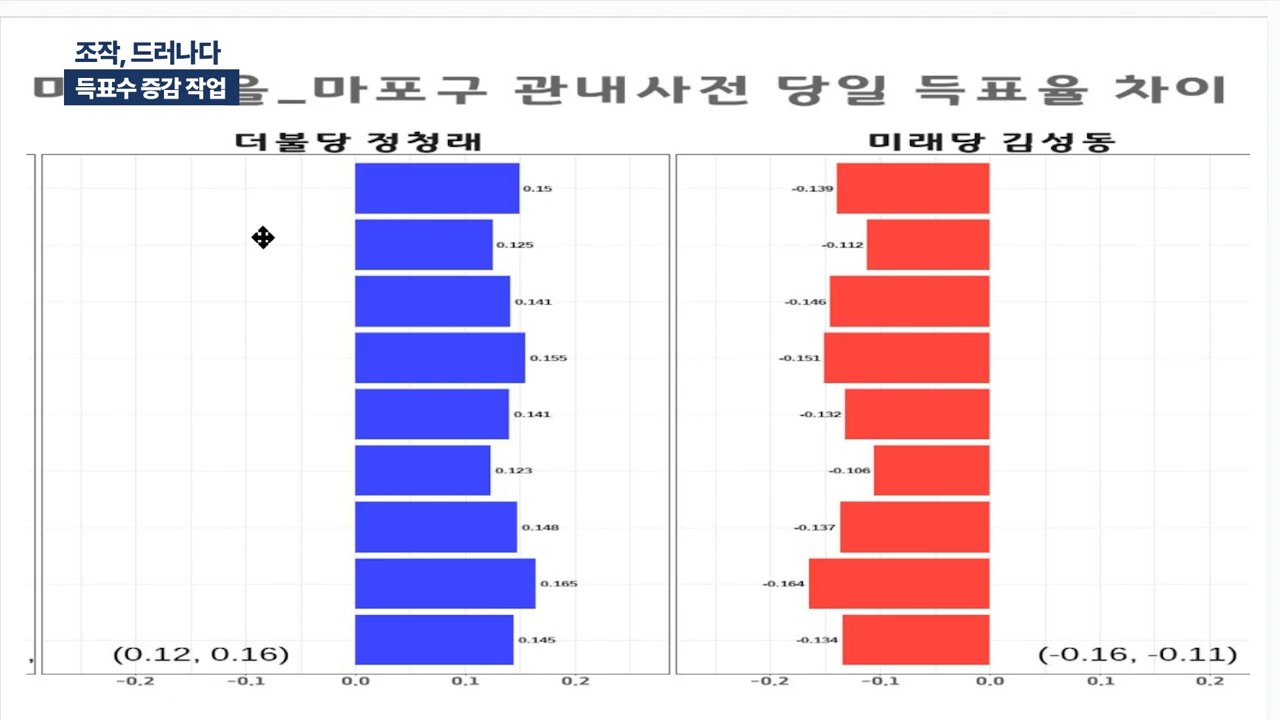 조작, 드러나다
득표수 증감 작업
을_마포구 관내사전 당일 득표율 차이
더불당 정청래
미래당 김성동
0.15
0.125
0.141
0.155
0.141
0.123
0.148
0.165
0.145
(0.12, 0.16)
-0.2 -0.1 0.0 0.1 0.2
-0.139
-0.112
-0.146
-0.151
-0.132
-0.106
-0.137
-0.164
-0.134
(-0.16, -0.11)
-0.2 -0.1 0.0 0.1 0.2